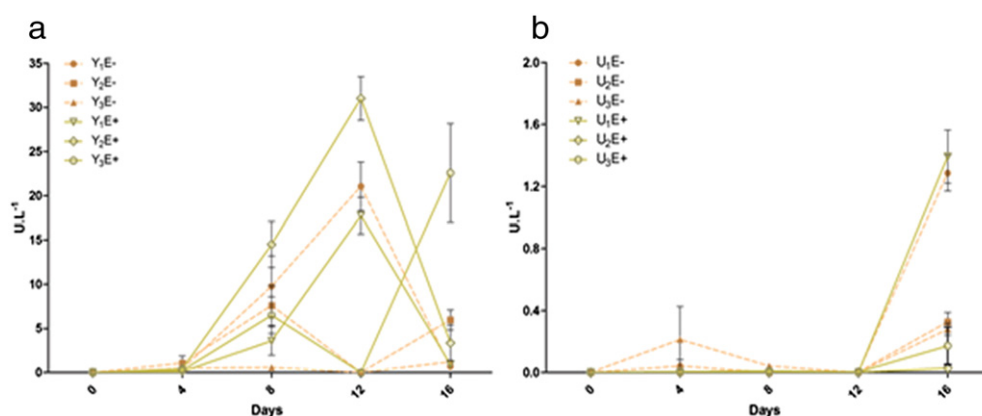 a
Y₁E-
Y₂E-
Y₃E-
Y₁E+
Y₂E+
Y₃E+
35
30
25
20
15
10
5
0
U.L⁻¹
0 4 8 12 16
Days
b
U₁E-
U₂E-
U₃E-
U₁E+
U₂E+
U₃E+
2.0
1.6
1.2
0.8
0.4
0.0
U.L⁻¹
0 4 8 12 16
Days